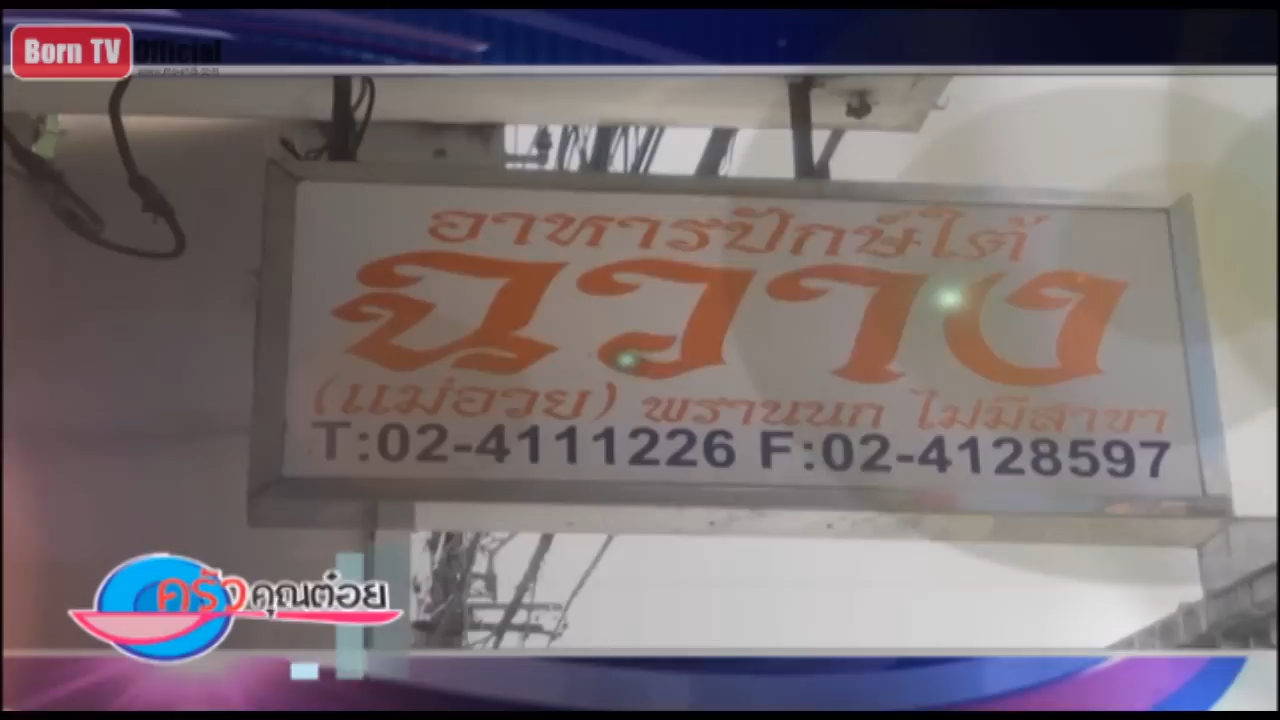 Born TV Official
อาหารปักษ์ใต้
ฉวาง
(แม่อวย) พรานนก ไม่มีสาขา
T:02-4111226 F:02-4128597
ครัวคุณต๋อย